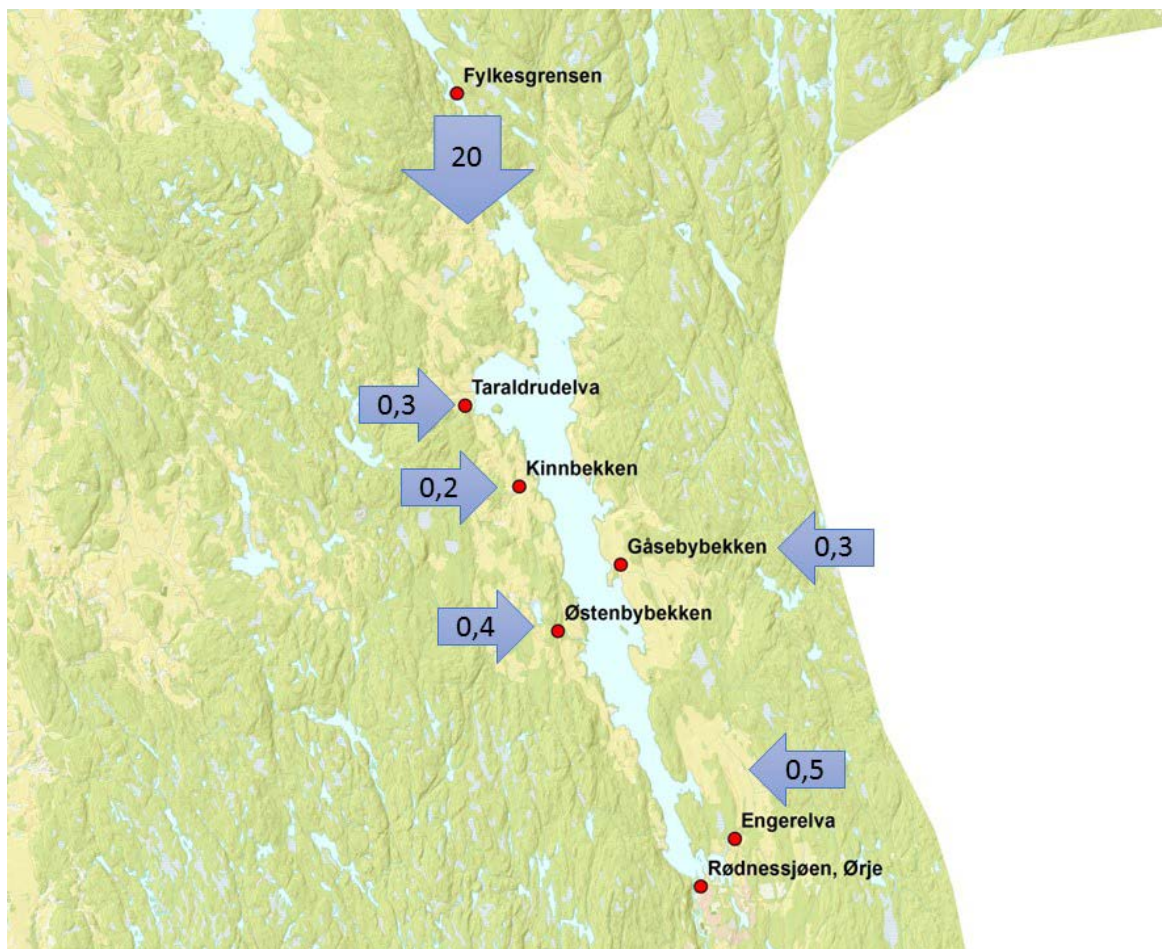 Fylkesgrensen
20
Taraldrudelva
0,3
Kinnbekken
0,2
Gåsebybekken
0,3
Østenbybekken
0,4
0,5
Engerelva
Rødnessjøen, Ørje